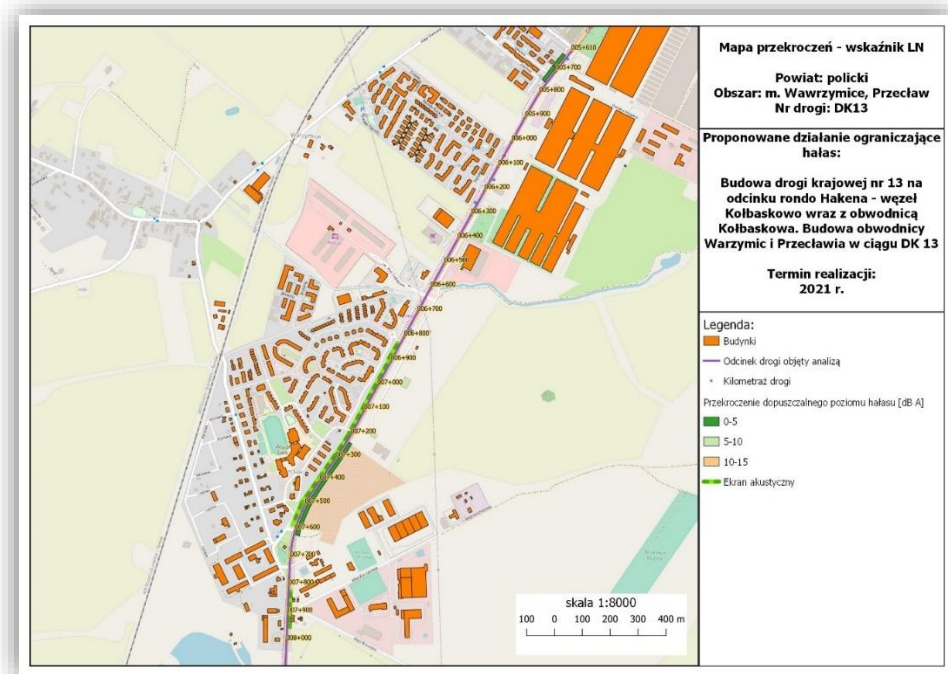 Mapa przekroczeń - wskaźnik LN
Powiat: policki
Obszar: m. Wawrzymice, Przecław
Nr drogi: DK13
Proponowane działanie ograniczające
hałas:
Budowa drogi krajowej nr 13 na
odcinku rondo Hakena - węzeł
Kołbaskowo wraz z obwodnicą
Kołbaskowa. Budowa obwodnicy
Warzymic i Przecławia w ciągu DK 13
Termin realizacji:
2021 r.
Legenda:
Budynki
Odcinek drogi objęty analizą
Kilometraż drogi
Przekroczenie dopuszczalnego poziomu hałasu [dB A]
0-5
5-10
10-15
Ekran akustyczny
005+610
005+700
005+800
005+900
006+000
006+100
006+200
006+300
006+400
006+500
006+600
006+700
006+800
006+900
007+000
007+100
007+200
007+300
007+400
007+500
007+600
007+700
007+800
007+900
008+000
Warzymice
skala 1:8000
100 0 100 200 300 400 m